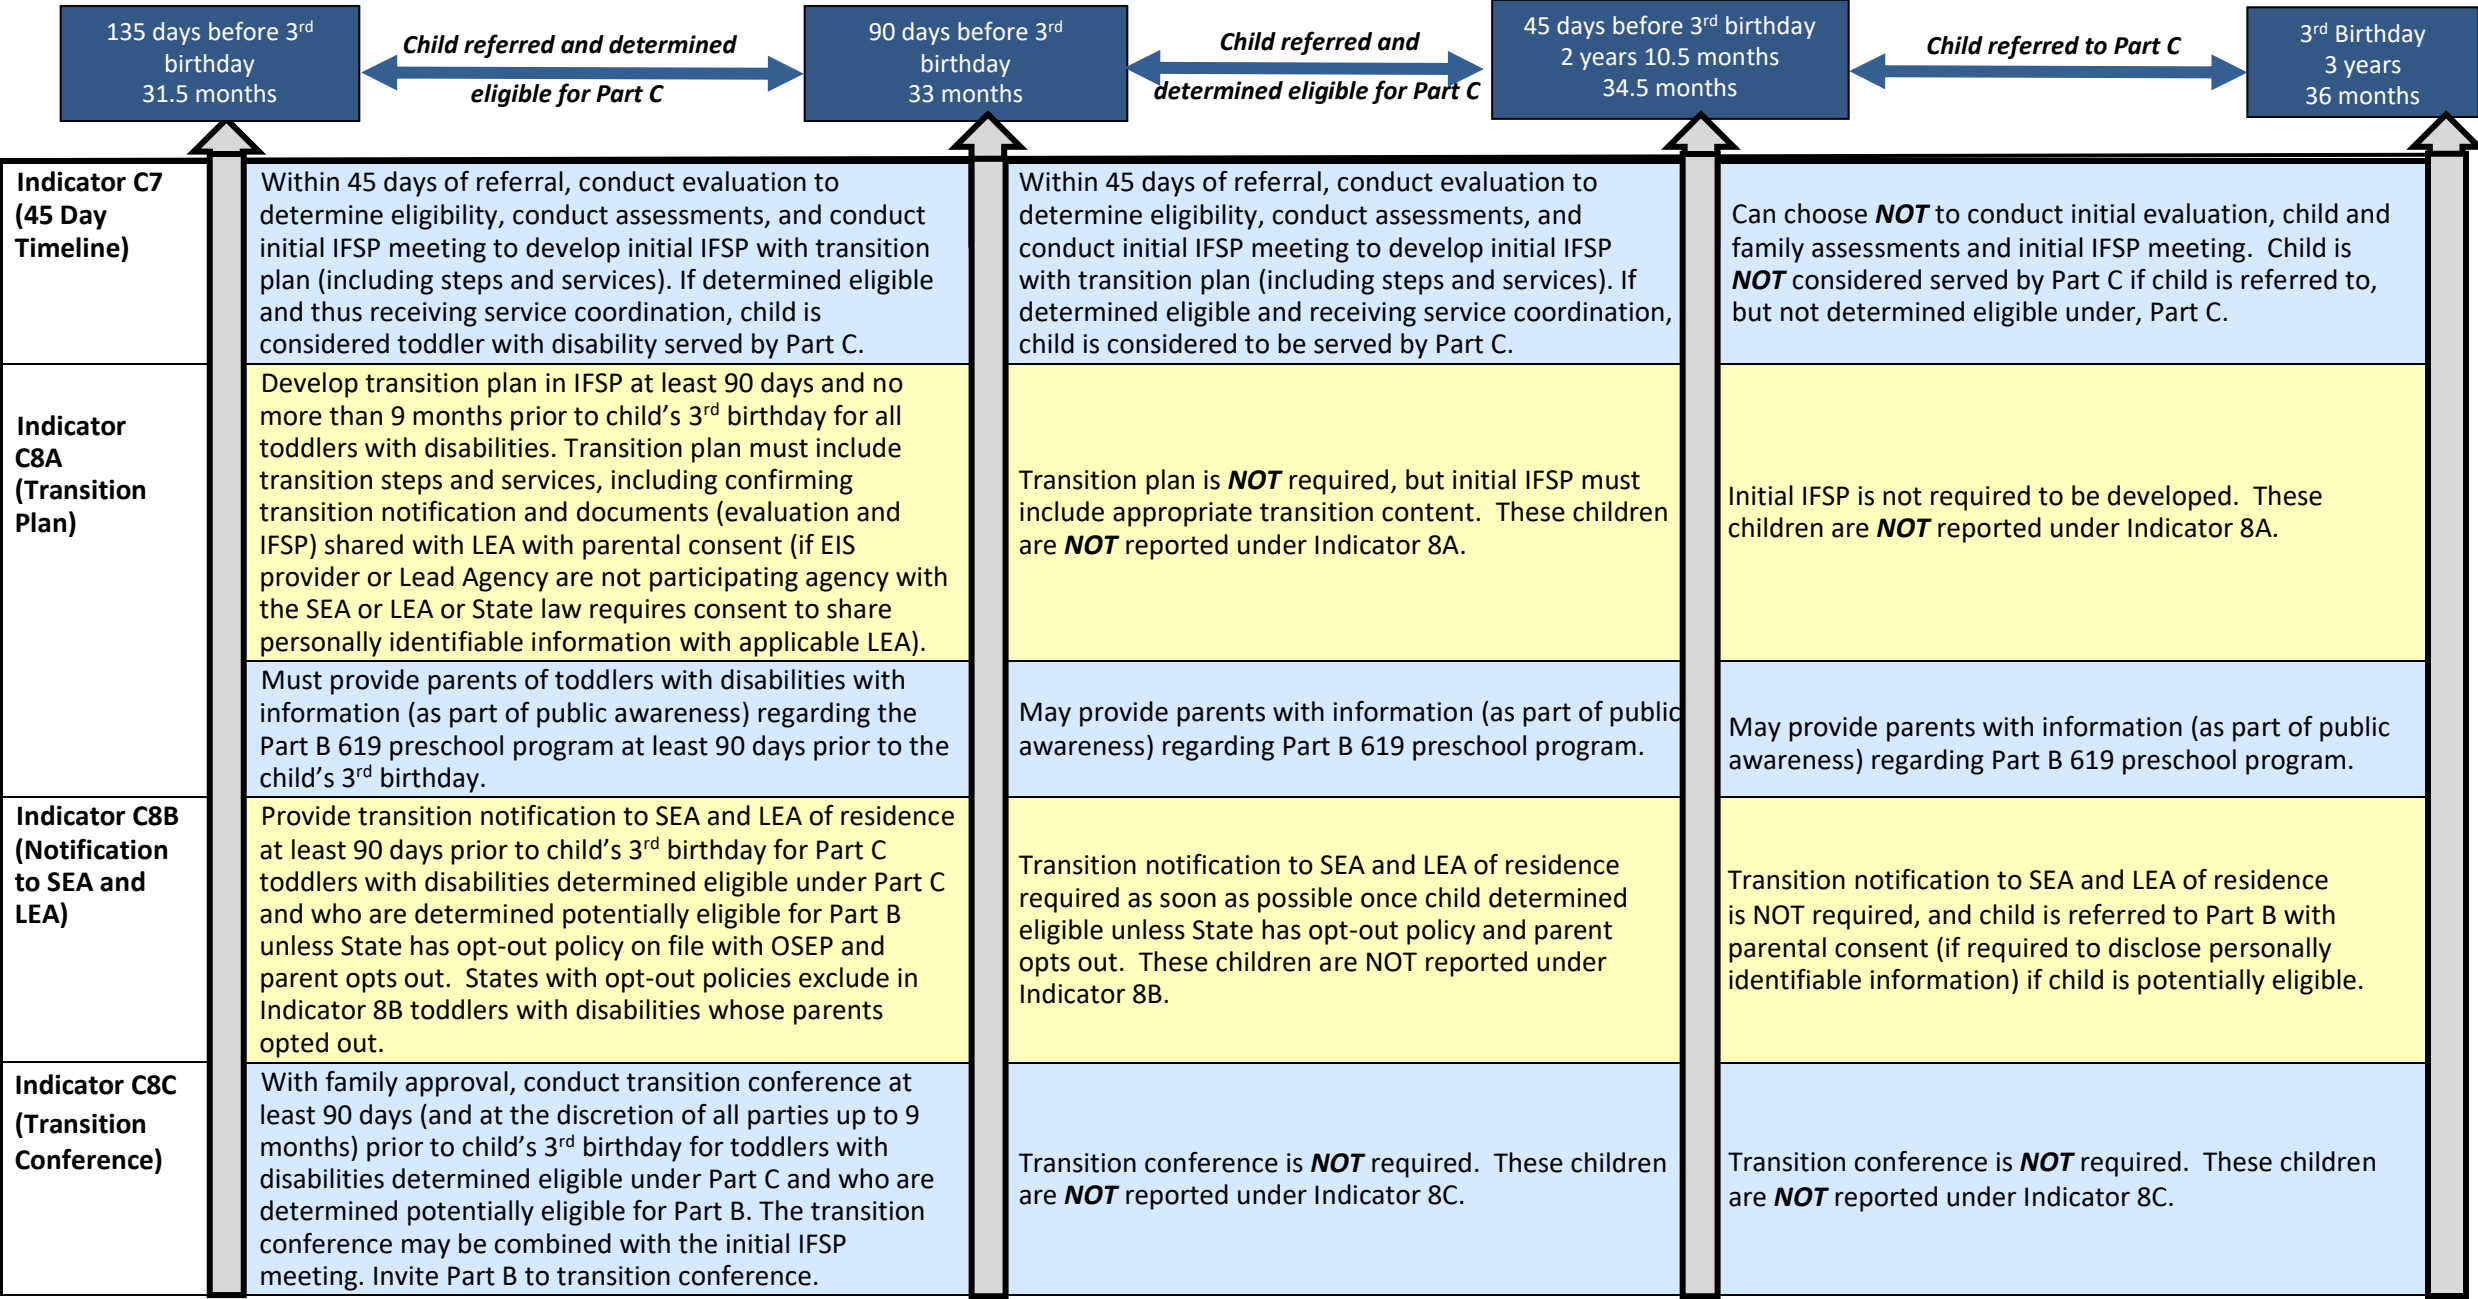 135 days before 3rd
birthday
31.5 months
Child referred and determined
eligible for Part C
90 days before 3rd
birthday
33 months
Child referred and
determined eligible for Part C
45 days before 3rd birthday
2 years 10.5 months
34.5 months
Child referred to Part C
3rd Birthday
3 years
36 months
Indicator C7
(45 Day
Timeline)
Within 45 days of referral, conduct evaluation to
determine eligibility, conduct assessments, and conduct
initial IFSP meeting to develop initial IFSP with transition
plan (including steps and services). If determined eligible
and thus receiving service coordination, child is
considered toddler with disability served by Part C.
Within 45 days of referral, conduct evaluation to
determine eligibility, conduct assessments, and
conduct initial IFSP meeting to develop initial IFSP
with transition plan (including steps and services). If
determined eligible and receiving service coordination,
child is considered to be served by Part C.
Can choose NOT to conduct initial evaluation, child and
family assessments and initial IFSP meeting. Child is
NOT considered served by Part C if child is referred to,
but not determined eligible under, Part C.
Indicator
C8A
(Transition
Plan)
Develop transition plan in IFSP at least 90 days and no
more than 9 months prior to child's 3rd birthday for all
toddlers with disabilities. Transition plan must include
transition steps and services, including confirming
transition notification and documents (evaluation and
IFSP) shared with LEA with parental consent (if EIS
provider or Lead Agency are not participating agency with
the SEA or LEA or State law requires consent to share
personally identifiable information with applicable LEA).
Transition plan is NOT required, but initial IFSP must
include appropriate transition content. These children
are NOT reported under Indicator 8A.
Initial IFSP is not required to be developed. These
children are NOT reported under Indicator 8A.
Must provide parents of toddlers with disabilities with
information (as part of public awareness) regarding the
Part B 619 preschool program at least 90 days prior to the
child's 3rd birthday.
May provide parents with information (as part of public
awareness) regarding Part B 619 preschool program.
May provide parents with information (as part of public
awareness) regarding Part B 619 preschool program.
Indicator C8B
(Notification
to SEA and
LEA)
Provide transition notification to SEA and LEA of residence
at least 90 days prior to child's 3rd birthday for Part C
toddlers with disabilities determined eligible under Part C
and who are determined potentially eligible for Part B
unless State has opt-out policy on file with OSEP and
parent opts out. States with opt-out policies exclude in
Indicator 8B toddlers with disabilities whose parents
opted out.
Transition notification to SEA and LEA of residence
required as soon as possible once child determined
eligible unless State has opt-out policy and parent
opts out. These children are NOT reported under
Indicator 8B.
Transition notification to SEA and LEA of residence
is NOT required, and child is referred to Part B with
parental consent (if required to disclose personally
identifiable information) if child is potentially eligible.
Indicator C8C
(Transition
Conference)
With family approval, conduct transition conference at
least 90 days (and at the discretion of all parties up to 9
months) prior to child's 3rd birthday for toddlers with
disabilities determined eligible under Part C and who are
determined potentially eligible for Part B. The transition
conference may be combined with the initial IFSP
meeting. Invite Part B to transition conference.
Transition conference is NOT required. These children
are NOT reported under Indicator 8C.
Transition conference is NOT required. These children
are NOT reported under Indicator 8C.